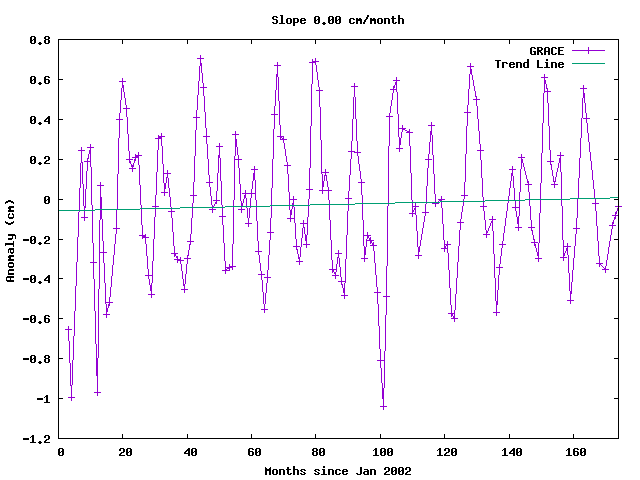 Slope 0.00 cm/month
GRACE
Trend Line
0.8
0.6
0.4
0.2
0
-0.2
-0.4
-0.6
-0.8
-1
-1.2
Anomaly (cm)
0 20 40 60 80 100 120 140 160
Months since Jan 2002